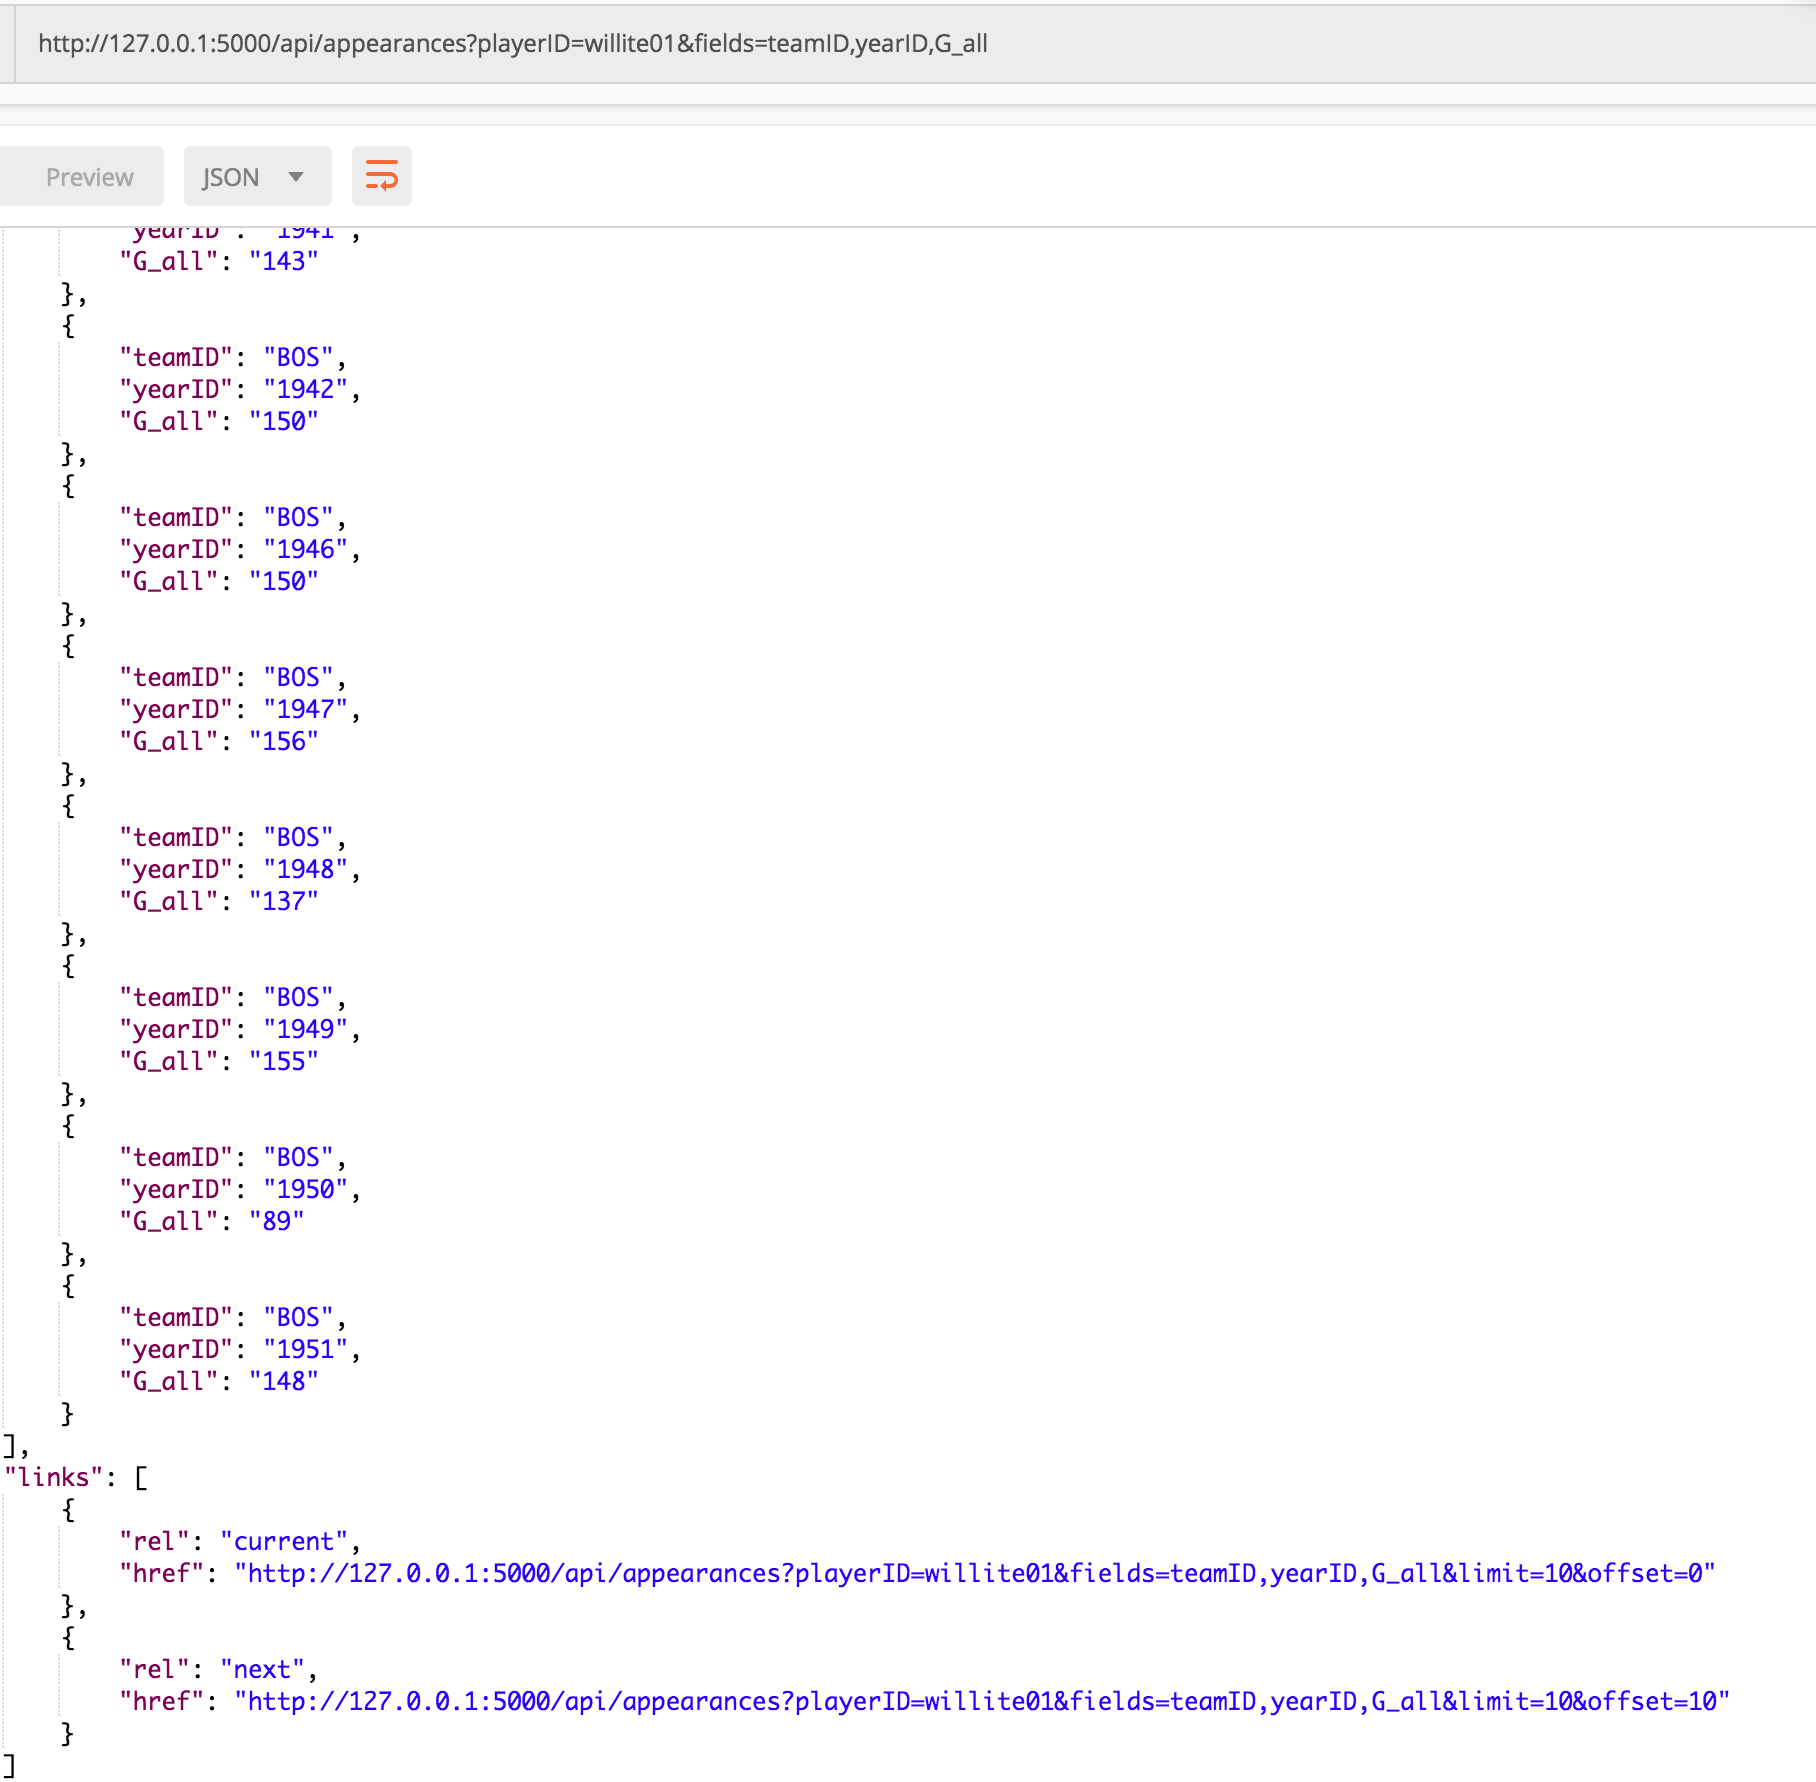 http://127.0.0.1:5000/api/appearances?playerID=willite01&fields=teamID,yearID,G_all
Preview
JSON
"yearID": "1941",
"G_all": "143"
},
{
"teamID": "BOS",
"yearID": "1942",
"G_all": "150"
},
{
"teamID": "BOS",
"yearID": "1946",
"G_all": "150"
},
{
"teamID": "BOS",
"yearID": "1947",
"G_all": "156"
},
{
"teamID": "BOS",
"yearID": "1948",
"G_all": "137"
},
{
"teamID": "BOS",
"yearID": "1949",
"G_all": "155"
},
{
"teamID": "BOS",
"yearID": "1950",
"G_all": "89"
},
{
"teamID": "BOS",
"yearID": "1951",
"G_all": "148"
}
],
"links": [
{
"rel": "current",
"href": "http://127.0.0.1:5000/api/appearances?playerID=willite01&fields=teamID,yearID,G_all&limit=10&offset=0"
},
{
"rel": "next",
"href": "http://127.0.0.1:5000/api/appearances?playerID=willite01&fields=teamID,yearID,G_all&limit=10&offset=10"
}
]